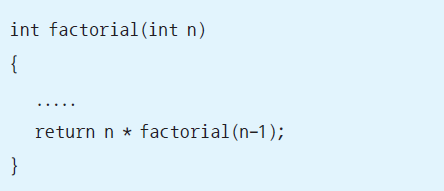 int factorial(int n)
{
.....
return n * factorial(n-1);
}